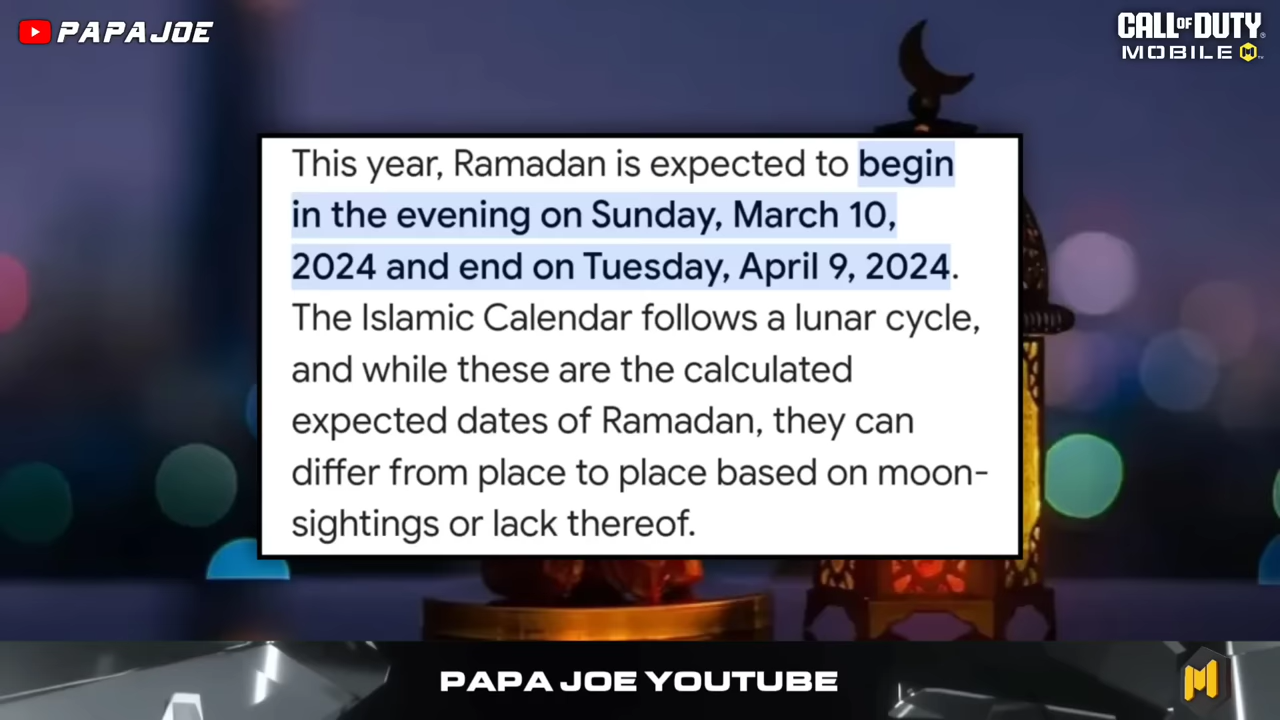 PAPA JOE
CALL OF DUTY
MOBILE
This year, Ramadan is expected to begin
in the evening on Sunday, March 10,
2024 and end on Tuesday, April 9, 2024.
The Islamic Calendar follows a lunar cycle,
and while these are the calculated
expected dates of Ramadan, they can
differ from place to place based on moon-
sightings or lack thereof.
PAPA JOE YOUTUBE